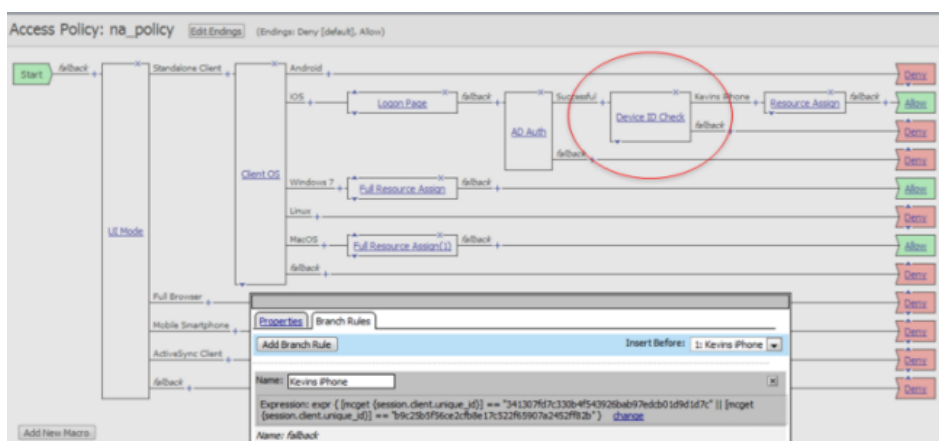 Access Policy: na_policy Edit Endings (Endings: Deny [default], Allow)
Start fallback + Standalone Client + Android + Deny
iOS + Logon Page fallback + Successful + Kevins iPhone + Resource Assign fallback + Allow
Device ID Check
AD Auth fallback + Deny
fallback + Deny
Client OS
Windows 7 + Full Resource Assign fallback + Allow
Linux + Deny
UI Mode
MacOS + Full Resource Assign(1) fallback + Allow
fallback + Deny
Full Browser + Deny
Properties Branch Rules
Mobile Smartphone + Deny
Add Branch Rule Insert Before: 1: Kevins iPhone
ActiveSync Client + Deny
fallback + Deny
Name: Kevins iPhone
Expression: expr { [mcget {session.client.unique_id}] == "341307fd7c330b4f543926bab97edcb01d9d1d7c" || [mcget
{session.client.unique_id}] == "b9c25b5f56ce2cfb8e17c522f65907a2452ff82b" } change
Add New Macro
Name: fallback